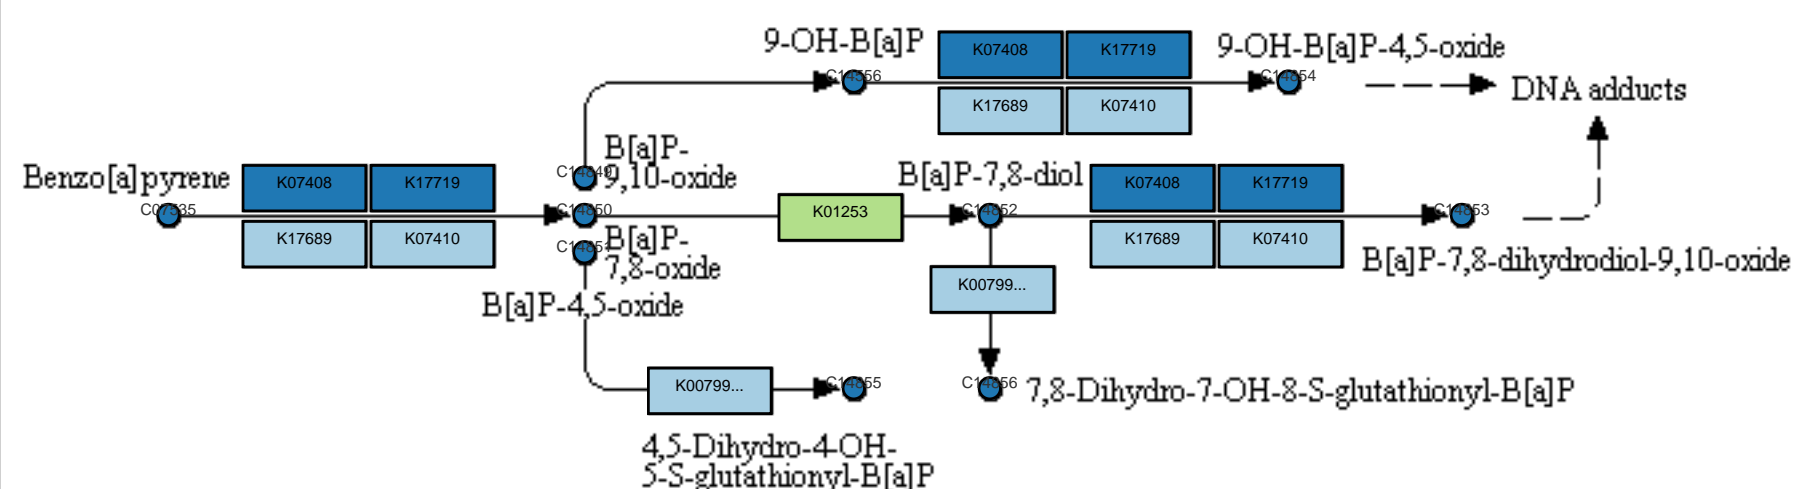 9-OH-B[a]P
K07408
K17719
9-OH-B[a]P-4,5-oxide
C14556
C14854
DNA adducts
K17689
K07410
B[a]P-
9,10-oxide
C14849
Benzo[a]pyrene
K07408
K17719
B[a]P-7,8-diol
K07408
K17719
C07535
C14850
K01253
C14852
C14853
K17689
K07410
B[a]P-
7,8-oxide
C14851
K17689
K07410
B[a]P-7,8-dihydrodiol-9,10-oxide
B[a]P-4,5-oxide
K00799...
K00799...
C14855
C14856
7,8-Dihydro-7-OH-8-S-glutathionyl-B[a]P
4,5-Dihydro-4-OH-
5-S-glutathionyl-B[a]P